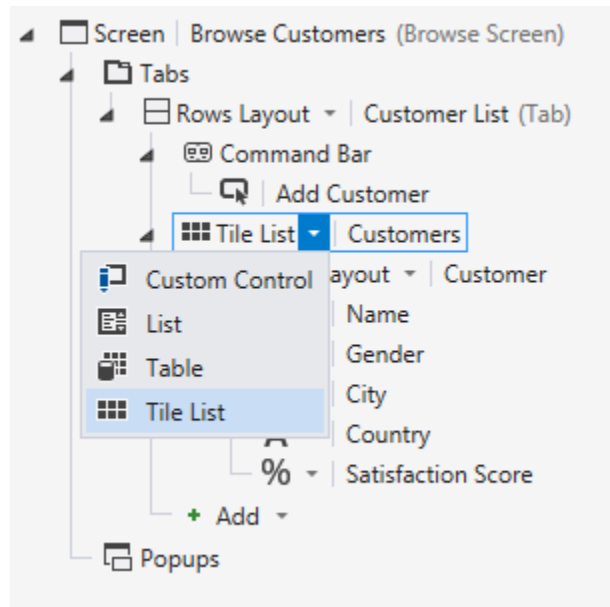 Screen | Browse Customers (Browse Screen)
Tabs
Rows Layout | Customer List (Tab)
Command Bar
Add Customer
Tile List | Customers
Custom Control
ayout | Customer
List
Name
Table
Gender
Tile List
City
Country
% | Satisfaction Score
+ Add
Popups